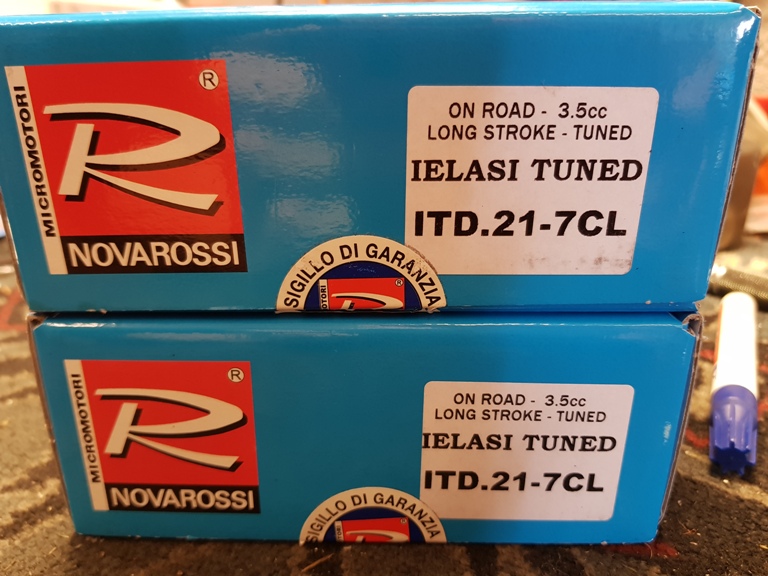 MICROMOTORI
R
®
NOVAROSSI
ON ROAD - 3.5cc
LONG STROKE - TUNED
IELASI TUNED
ITD.21-7CL
SIGILLO DI GARANZIA
R
®
MICROMOTORI
R
®
NOVAROSSI
ON ROAD - 3.5cc
LONG STROKE - TUNED
IELASI TUNED
ITD.21-7CL
SIGILLO DI GARANZIA